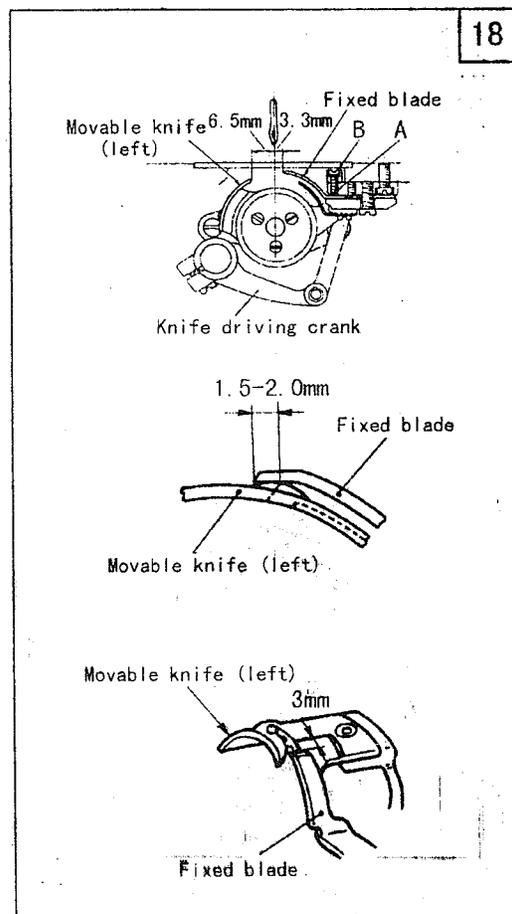 18
Fixed blade
Movable knife 6.5mm 3.3mm B A
(left)
Knife driving crank
1.5-2.0mm
Fixed blade
Movable knife (left)
Movable knife (left)
3mm
Fixed blade